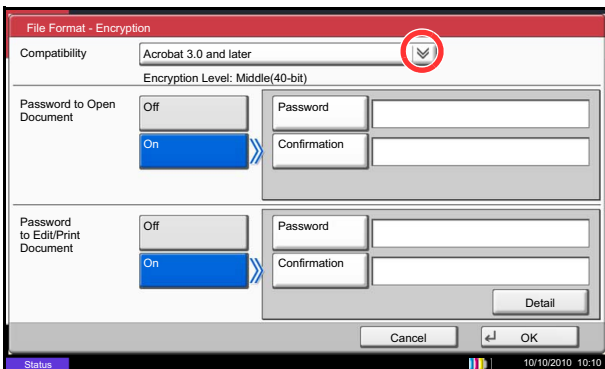 File Format - Encryption
Compatibility
Acrobat 3.0 and later
Encryption Level: Middle(40-bit)
Password to Open
Document
Off
On
Password
Confirmation
Password
to Edit/Print
Document
Off
On
Password
Confirmation
Detail
Cancel
OK
Status
10/10/2010 10:10